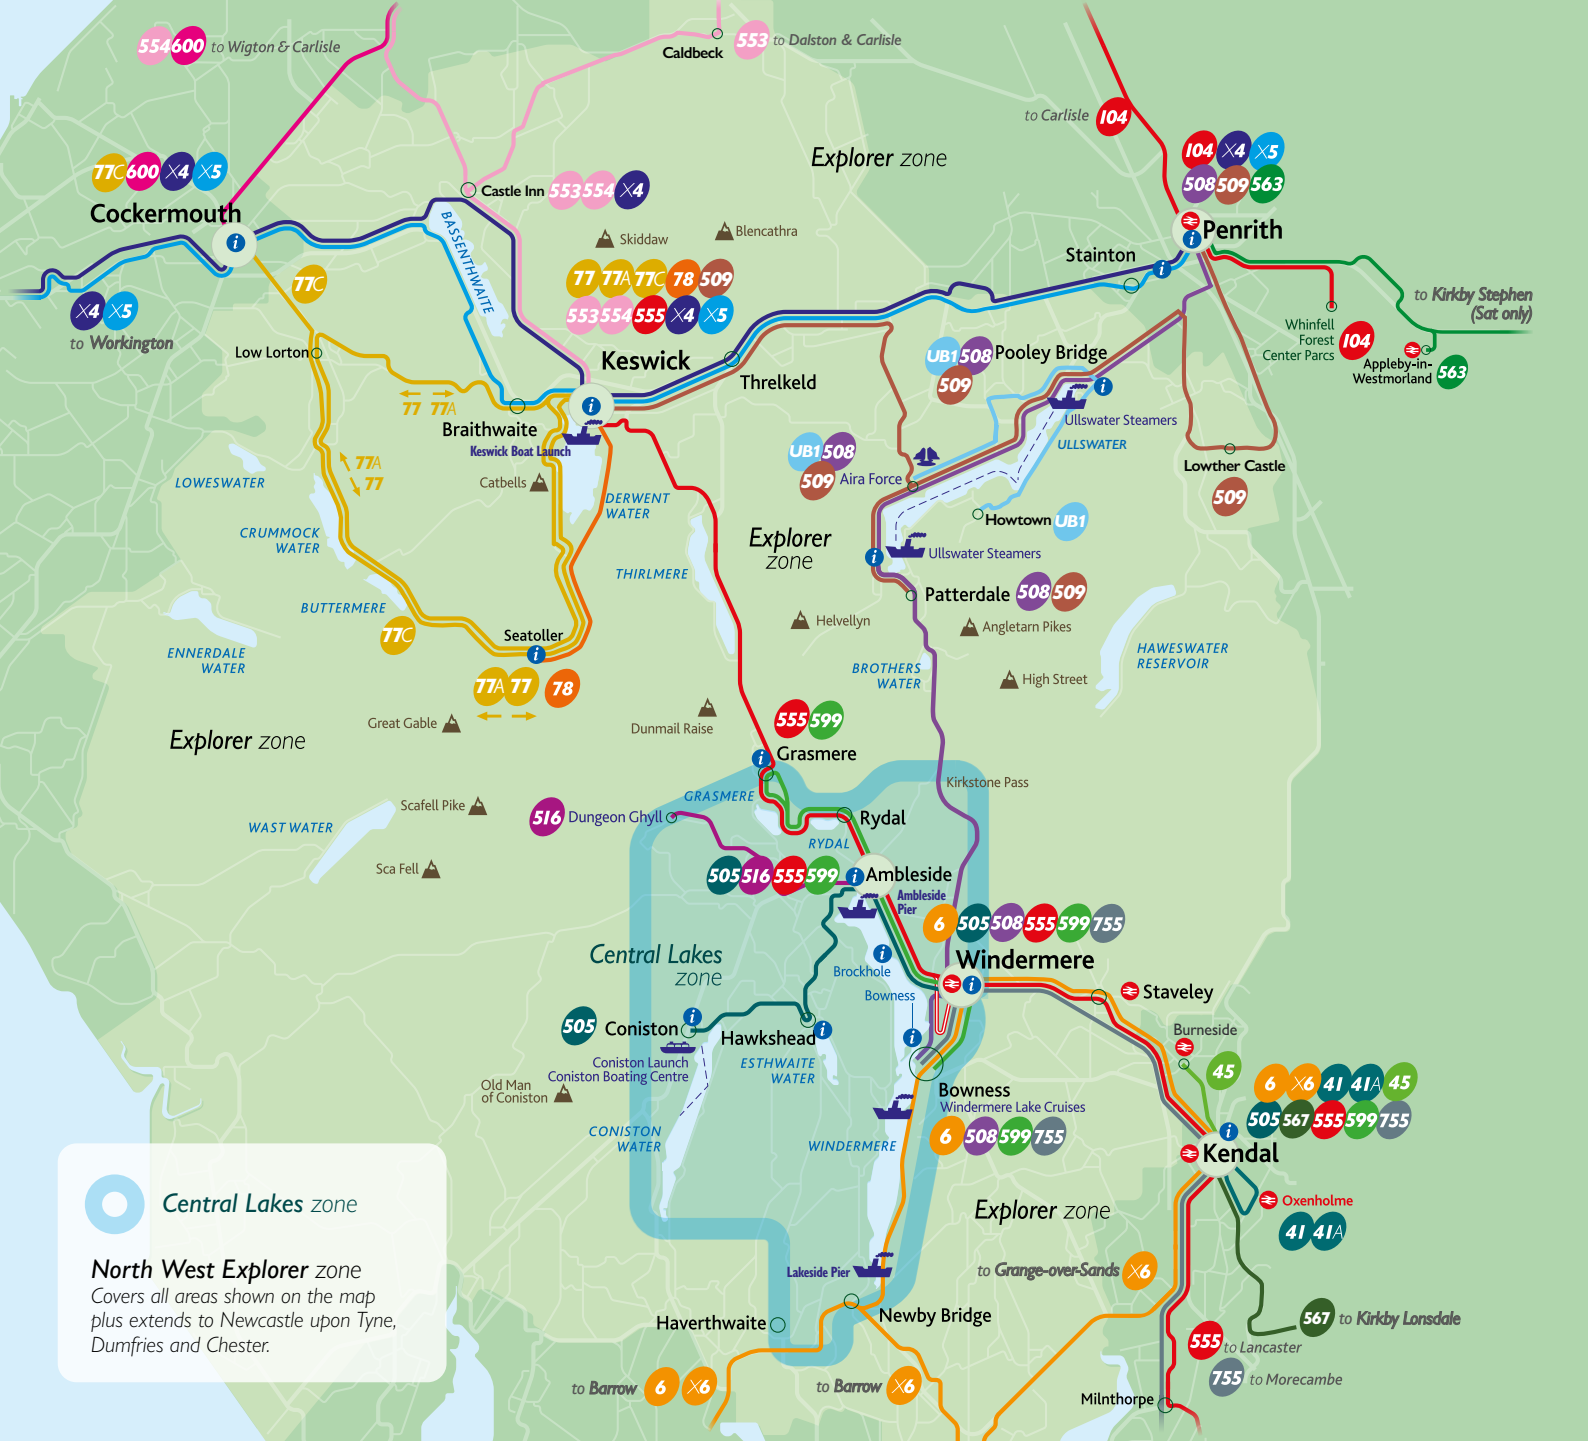 554 600 to Wigton & Carlisle
Caldbeck
553 to Dalston & Carlisle
to Carlisle 104
Explorer zone
104 X4 X5
508 509 563
Penrith
77C 600 X4 X5
Cockermouth
Castle Inn 553 554 X4
BASSENTHWAITE
Skiddaw
Blencathra
Stainton
77C
77 77A 77C 78 509
553 554 555 X4 X5
X4 X5
to Workington
to Kirkby Stephen
(Sat only)
Whinfell
Forest
Center Parcs
104
Appleby-in-
Westmorland
563
Low Lorton
Keswick
Threlkeld
UB1 508 Pooley Bridge
509
77 77A
Braithwaite
Keswick Boat Launch
Ullswater Steamers
ULLSWATER
77A
77
Catbells
UB1 508
509 Aira Force
Lowther Castle
509
LOWESWATER
DERWENT
WATER
CRUMMOCK
WATER
Explorer
zone
Howtown UB1
Ullswater Steamers
THIRLMERE
BUTTERMERE
Patterdale 508 509
Helvellyn
Angletarn Pikes
77C
Seatoller
ENNERDALE
WATER
BROTHERS
WATER
HAWESWATER
RESERVOIR
High Street
77A 77 78
Great Gable
Dunmail Raise
555 599
Grasmere
Explorer zone
Kirkstone Pass
GRASMERE
Scafell Pike
516 Dungeon Ghyll
Rydal
WAST WATER
RYDAL
Sca Fell
505 516 555 599
Ambleside
Ambleside
Pier
6 505 508 555 599 755
Central Lakes
zone
Windermere
Brockhole
Bowness
Staveley
505 Coniston
Hawkshead
Burneside
Coniston Launch
Coniston Boating Centre
ESTHWAITE
WATER
45
Old Man
of Coniston
Bowness
Windermere Lake Cruises
6 508 599 755
6 X6 41 41A 45
505 567 555 599 755
CONISTON
WATER
WINDERMERE
Kendal
Central Lakes zone
Explorer zone
Oxenholme
41 41A
North West Explorer zone
Covers all areas shown on the map
plus extends to Newcastle upon Tyne,
Dumfries and Chester.
Lakeside Pier
to Grange-over-Sands X6
Haverthwaite
Newby Bridge
567 to Kirkby Lonsdale
555 to Lancaster
755 to Morecambe
to Barrow 6 X6
to Barrow X6
Milnthorpe